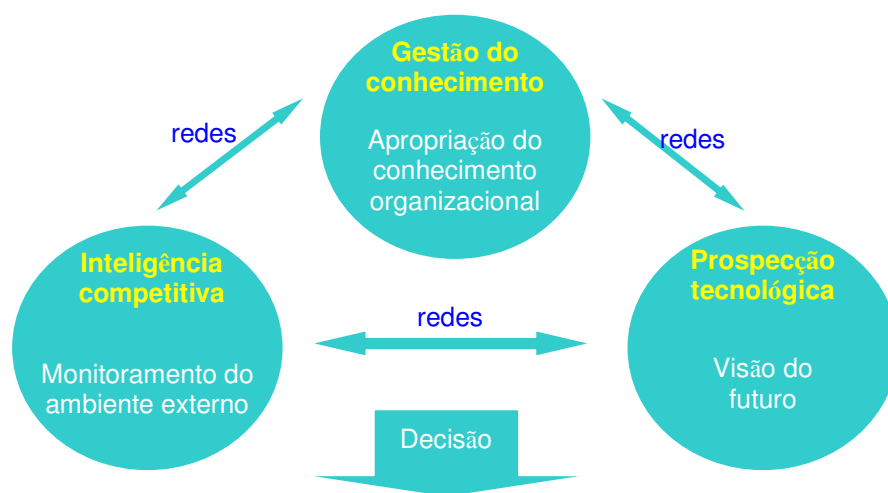 Gestão do
conhecimento
Apropriação do
conhecimento
organizacional
redes
redes
Inteligência
competitiva
Monitoramento do
ambiente externo
redes
Prospecção
tecnológica
Visão do
futuro
Decisão